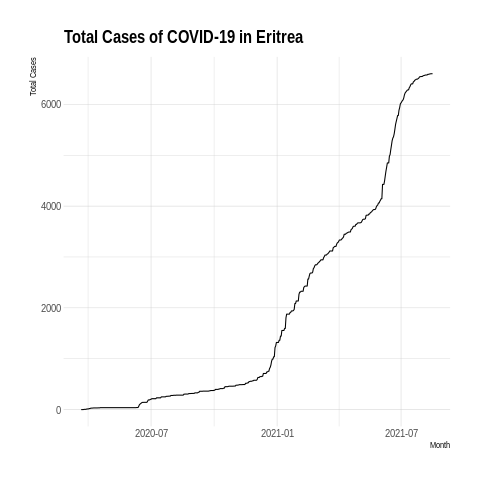 Total Cases of COVID-19 in Eritrea
Total Cases
6000
4000
2000
0
2020-07
2021-01
2021-07
Month